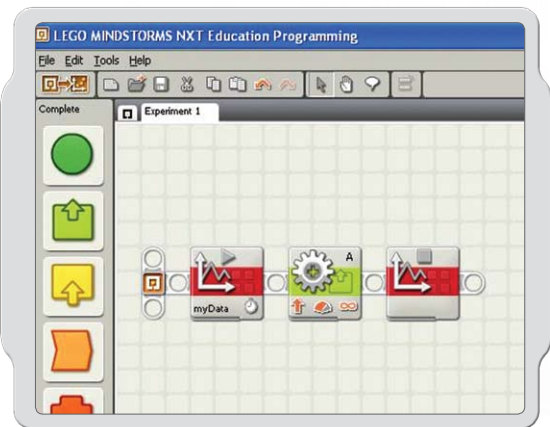 LEGO MINDSTORMS NXT Education Programming
File Edit Tools Help
Complete
Experiment 1
A
myData